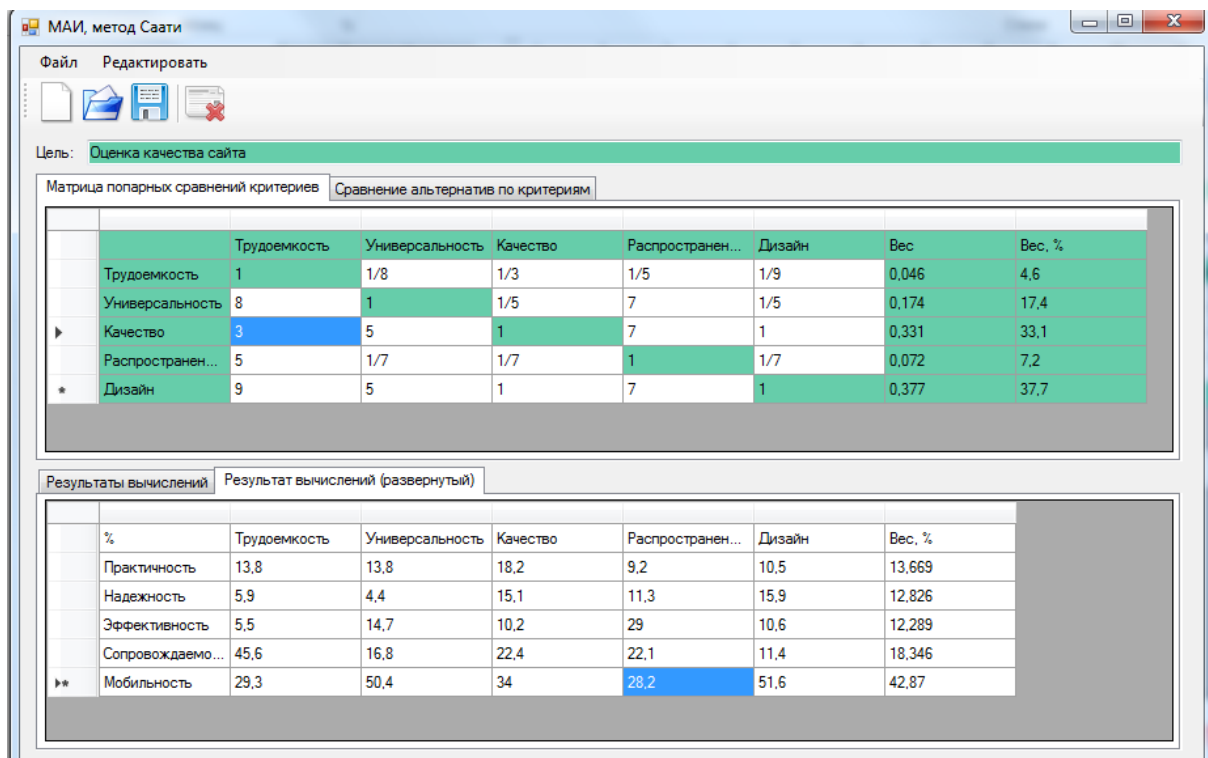 МАИ, метод Саати
Файл Редактировать
Цель: Оценка качества сайта
Матрица попарных сравнений критериев Сравнение альтернатив по критериям
Трудоемкость Универсальность Качество Распространен... Дизайн Вес Вес, %
Трудоемкость 1 1/8 1/3 1/5 1/9 0,046 4,6
Универсальность 8 1 1/5 7 1/5 0,174 17,4
Качество 3 5 1 7 1 0,331 33,1
Распространен... 5 1/7 1/7 1 1/7 0,072 7,2
Дизайн 9 5 1 7 1 0,377 37,7
Результаты вычислений Результат вычислений (развернутый)
% Трудоемкость Универсальность Качество Распространен... Дизайн Вес, %
Практичность 13,8 13,8 18,2 9,2 10,5 13,669
Надежность 5,9 4,4 15,1 11,3 15,9 12,826
Эффективность 5,5 14,7 10,2 29 10,6 12,289
Сопровождаемо... 45,6 16,8 22,4 22,1 11,4 18,346
Мобильность 29,3 50,4 34 28,2 51,6 42,87